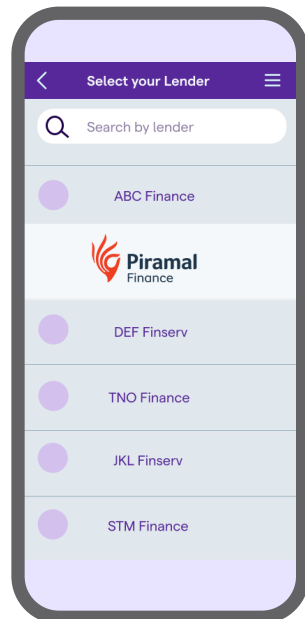 Select your Lender
Search by lender
ABC Finance
Piramal
Finance
DEF Finserv
TNO Finance
JKL Finserv
STM Finance